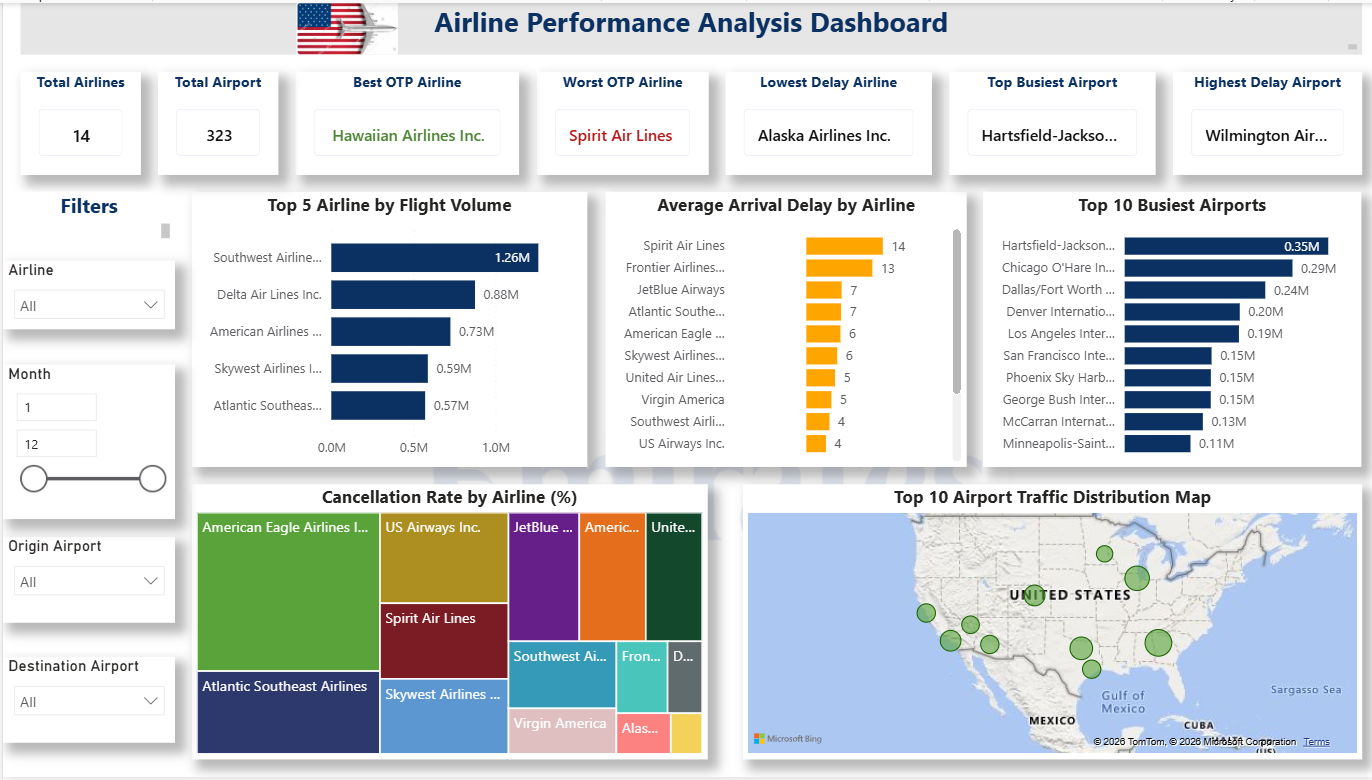 Airline Performance Analysis Dashboard
Total Airlines
14
Total Airport
323
Best OTP Airline
Hawaiian Airlines Inc.
Worst OTP Airline
Spirit Air Lines
Lowest Delay Airline
Alaska Airlines Inc.
Top Busiest Airport
Hartsfield-Jackso...
Highest Delay Airport
Wilmington Air...
Filters
Airline
All
Month
1
12
Origin Airport
All
Destination Airport
All
Top 5 Airline by Flight Volume
Southwest Airline... 1.26M
Delta Air Lines Inc. 0.88M
American Airlines ... 0.73M
Skywest Airlines I... 0.59M
Atlantic Southeas... 0.57M
0.0M 0.5M 1.0M
Average Arrival Delay by Airline
Spirit Air Lines 14
Frontier Airlines... 13
JetBlue Airways 7
Atlantic Southe... 7
American Eagle ... 6
Skywest Airlines... 6
United Air Lines... 5
Virgin America 5
Southwest Airli... 4
US Airways Inc. 4
Top 10 Busiest Airports
Hartsfield-Jackson... 0.35M
Chicago O'Hare In... 0.29M
Dallas/Fort Worth ... 0.24M
Denver Internatio... 0.20M
Los Angeles Inter... 0.19M
San Francisco Inte... 0.15M
Phoenix Sky Harb... 0.15M
George Bush Inter... 0.15M
McCarran Internat... 0.13M
Minneapolis-Saint... 0.11M
Cancellation Rate by Airline (%)
American Eagle Airlines I...
Atlantic Southeast Airlines
US Airways Inc.
Spirit Air Lines
Skywest Airlines ...
JetBlue ...
Americ...
Unite...
Southwest Ai...
Fron...
D...
Virgin America
Alas...
Top 10 Airport Traffic Distribution Map
UNITED STATES
Gulf of
Mexico
Sargasso Sea
MEXICO
CUBA
Microsoft Bing
© 2026 TomTom, © 2026 Microsoft Corporation Terms